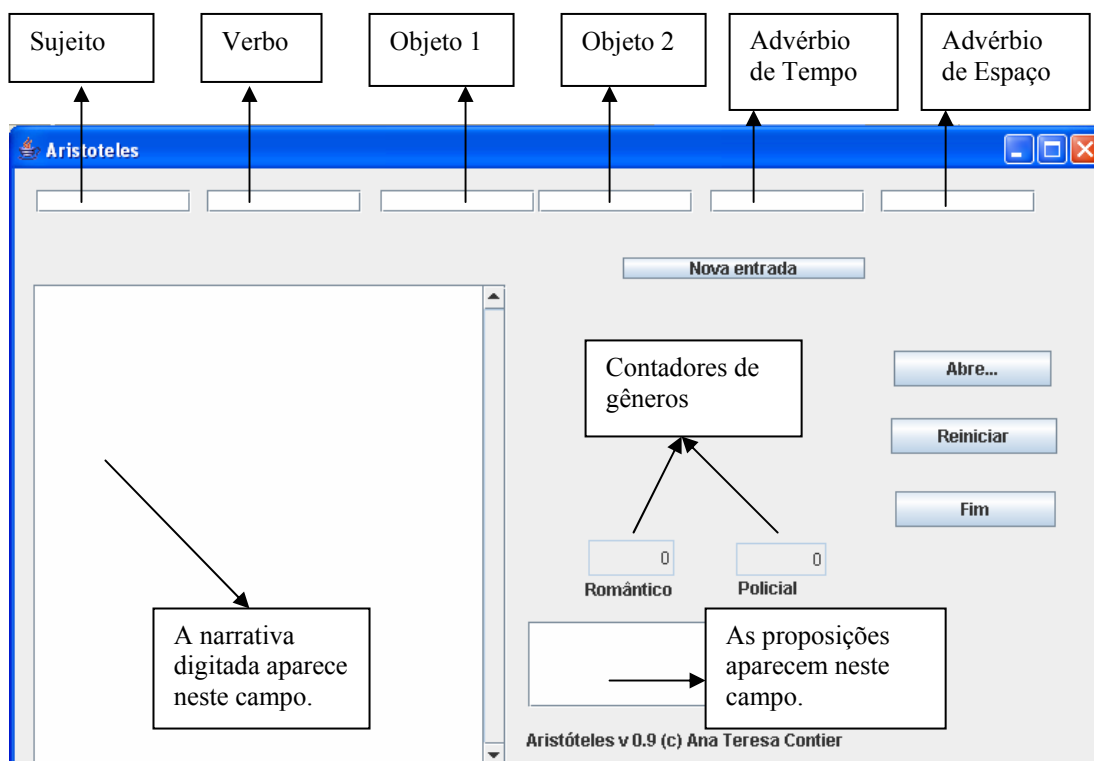 Sujeito
Verbo
Objeto 1
Objeto 2
Advérbio
de Tempo
Advérbio
de Espaço
Aristoteles
Nova entrada
Contadores de
gêneros
Abre...
Reiniciar
Fim
0
0
Romântico
Policial
A narrativa
digitada aparece
neste campo.
As proposições
aparecem neste
campo.
Aristóteles v 0.9 (c) Ana Teresa Contier